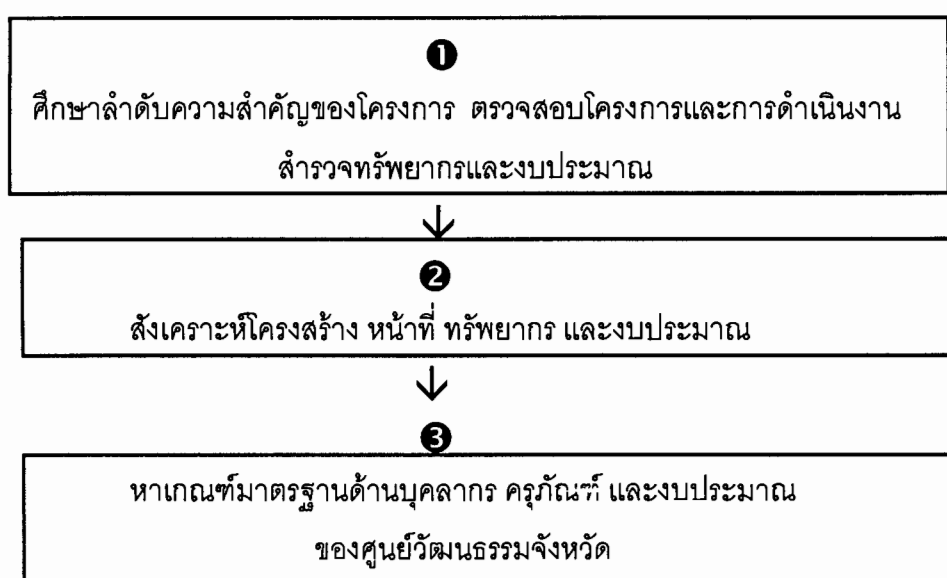 ❶
ศึกษาลำดับความสำคัญของโครงการ ตรวจสอบโครงการและการดำเนินงาน
สำรวจทรัพยากรและงบประมาณ
↓
❷
สังเคราะห์โครงสร้าง หน้าที่ ทรัพยากร และงบประมาณ
↓
❸
หาเกณฑ์มาตรฐานด้านบุคลากร ครุภัณฑ์ และงบประมาณ
ของศูนย์วัฒนธรรมจังหวัด